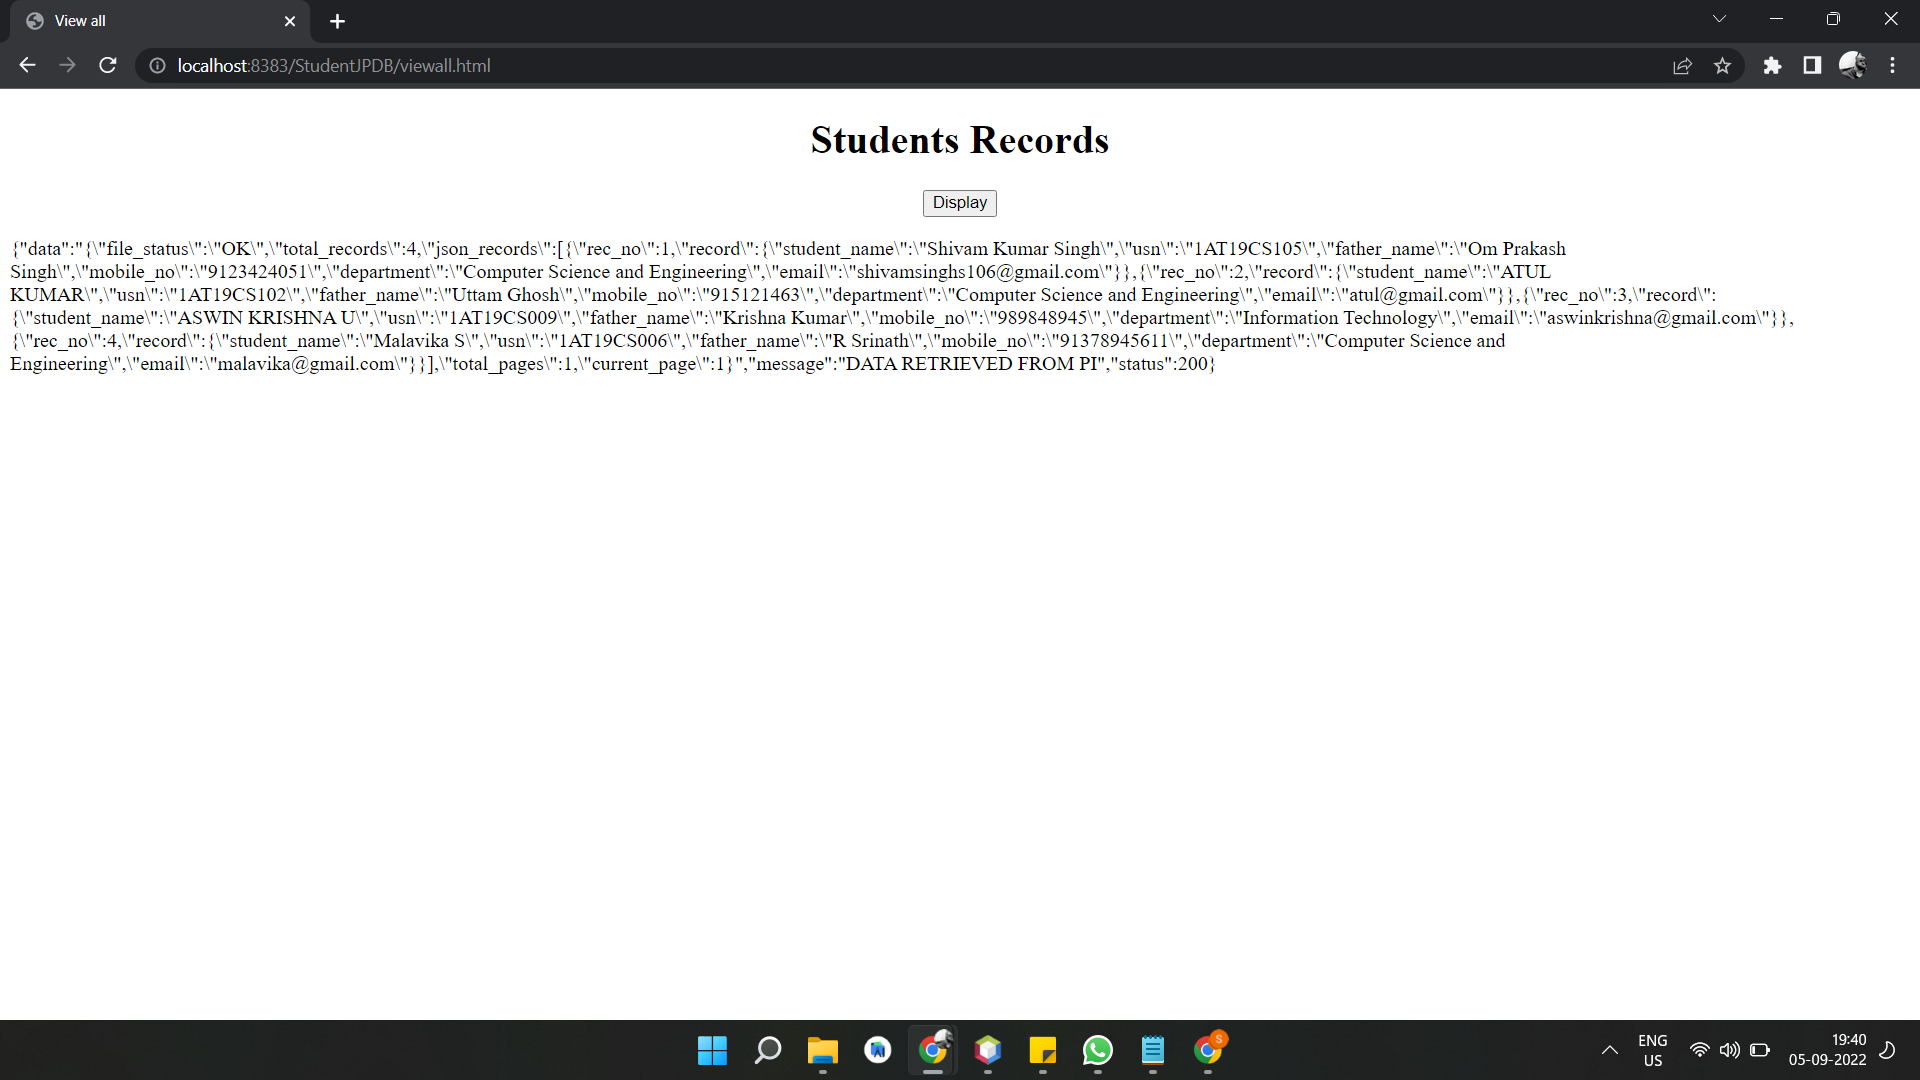 View all
localhost:8383/StudentJPDB/viewall.html
Students Records
Display
{"data":"{\"file_status\":\"OK\",\"total_records\":4,\"json_records\":[{\"rec_no\":1,\"record\":{\"student_name\":\"Shivam Kumar Singh\",\"usn\":\"1AT19CS105\",\"father_name\":\"Om Prakash
Singh\",\"mobile_no\":\"9123424051\",\"department\":\"Computer Science and Engineering\",\"email\":\"shivamsinghs106@gmail.com\"}},{\"rec_no\":2,\"record\":{\"student_name\":\"ATUL
KUMAR\",\"usn\":\"1AT19CS102\",\"father_name\":\"Uttam Ghosh\",\"mobile_no\":\"915121463\",\"department\":\"Computer Science and Engineering\",\"email\":\"atul@gmail.com\"}},{\"rec_no\":3,\"record\":
{\"student_name\":\"ASWIN KRISHNA U\",\"usn\":\"1AT19CS009\",\"father_name\":\"Krishna Kumar\",\"mobile_no\":\"989848945\",\"department\":\"Information Technology\",\"email\":\"aswinkrishna@gmail.com\"}},
{\"rec_no\":4,\"record\":{\"student_name\":\"Malavika S\",\"usn\":\"1AT19CS006\",\"father_name\":\"R Srinath\",\"mobile_no\":\"91378945611\",\"department\":\"Computer Science and
Engineering\",\"email\":\"malavika@gmail.com\"}}],\"total_pages\":1,\"current_page\":1}","message":"DATA RETRIEVED FROM PI","status":200}
S
ENG
US
19:40
05-09-2022